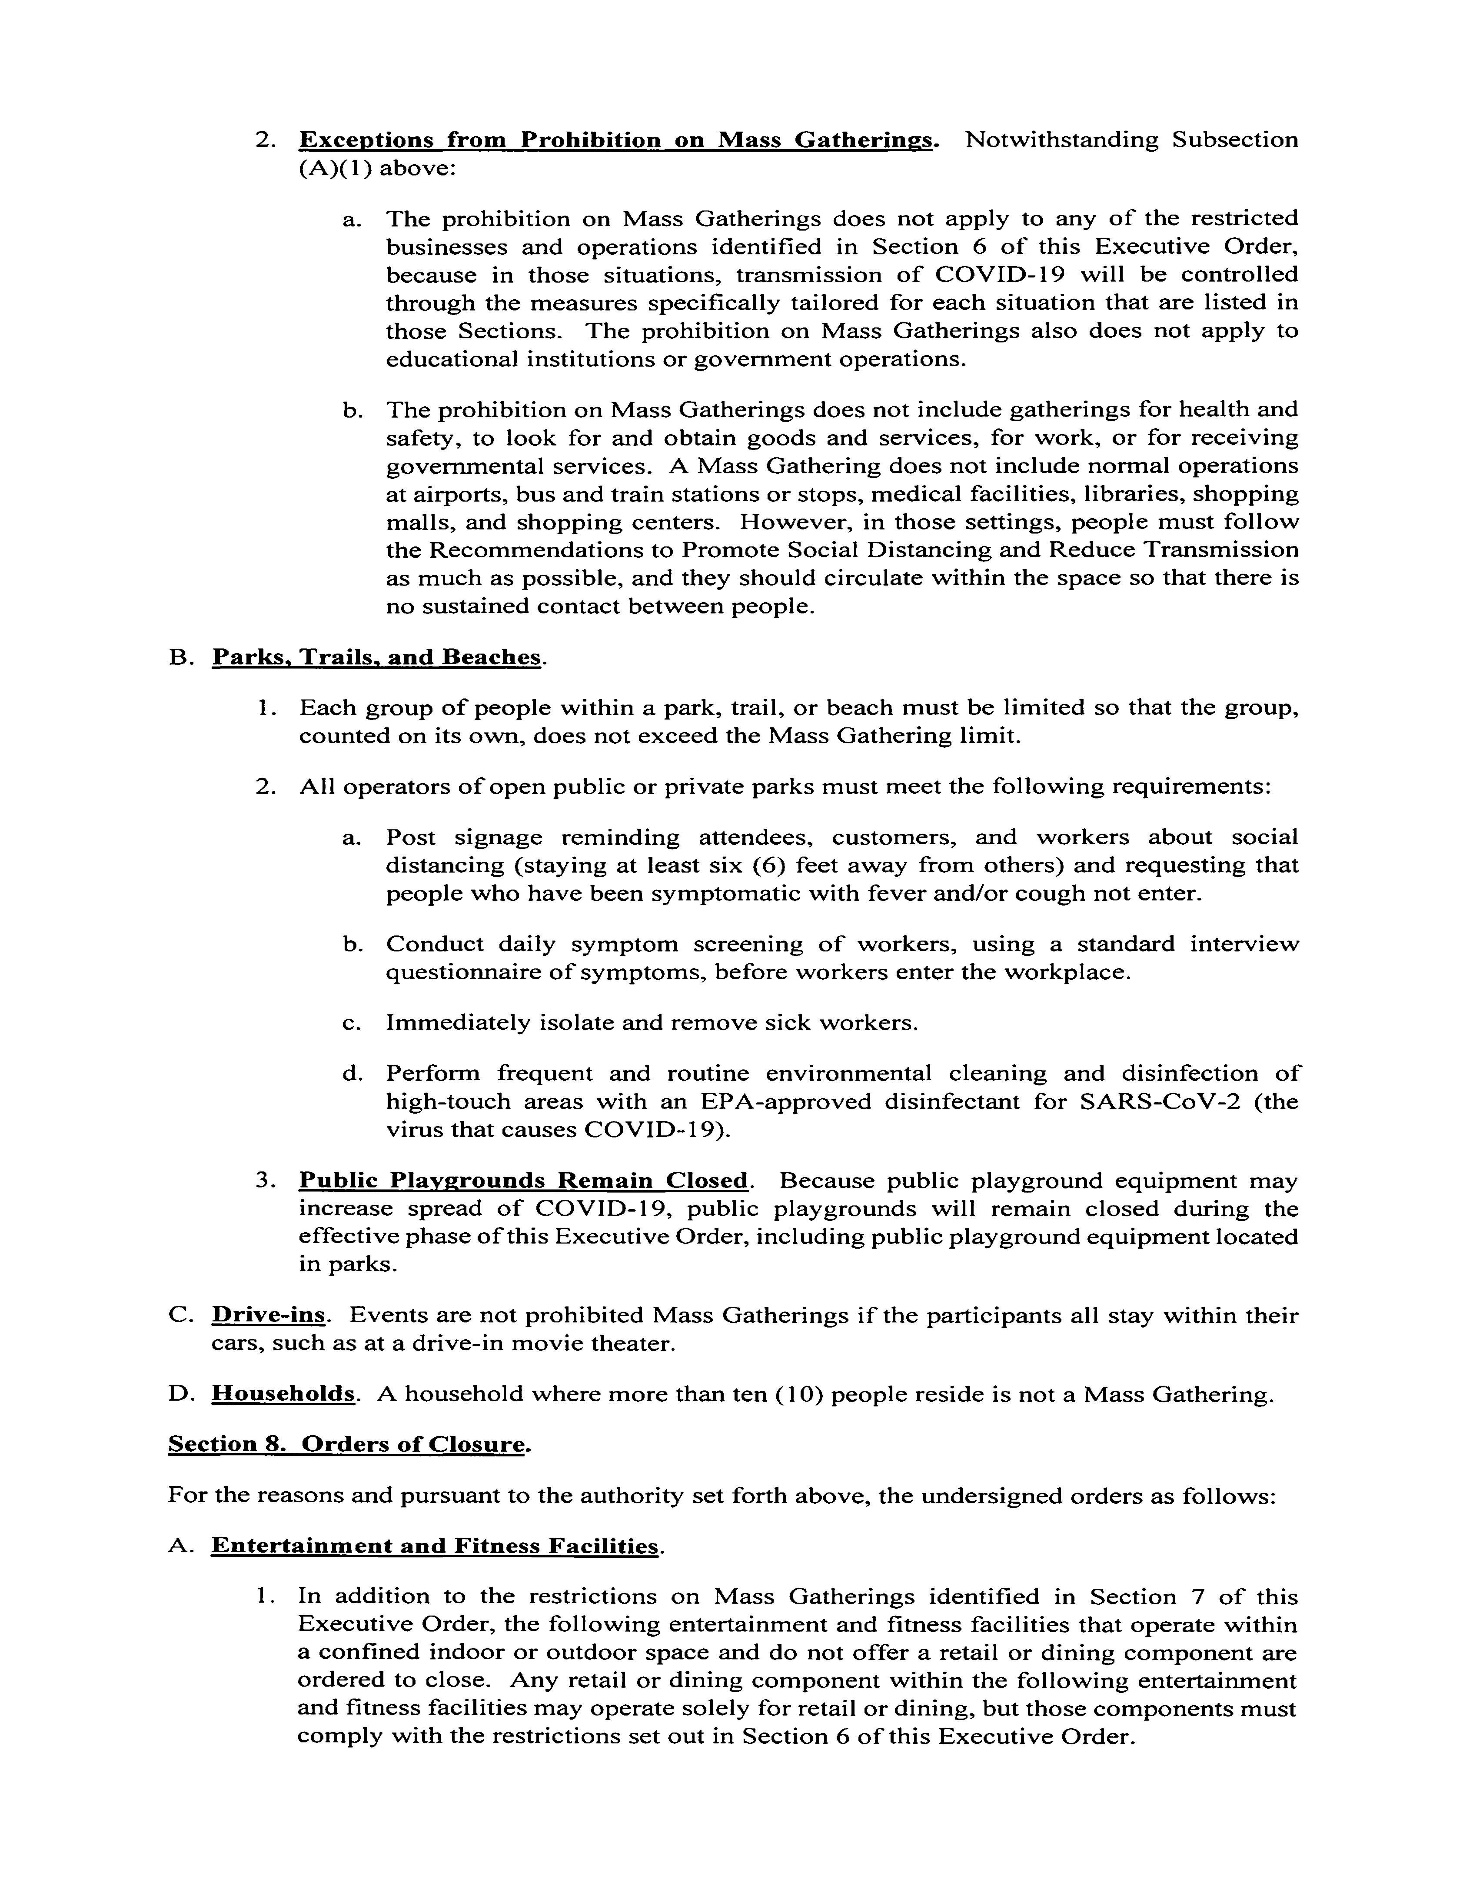 2. Exceptions from Prohibition on Mass Gatherings. Notwithstanding Subsection
(A)(1) above:
a. The prohibition on Mass Gatherings does not apply to any of the restricted
businesses and operations identified in Section 6 of this Executive Order,
because in those situations, transmission of COVID-19 will be controlled
through the measures specifically tailored for each situation that are listed in
those Sections. The prohibition on Mass Gatherings also does not apply to
educational institutions or government operations.
b. The prohibition on Mass Gatherings does not include gatherings for health and
safety, to look for and obtain goods and services, for work, or for receiving
governmental services. A Mass Gathering does not include normal operations
at airports, bus and train stations or stops, medical facilities, libraries, shopping
malls, and shopping centers. However, in those settings, people must follow
the Recommendations to Promote Social Distancing and Reduce Transmission
as much as possible, and they should circulate within the space so that there is
no sustained contact between people.
B. Parks, Trails, and Beaches.
1. Each group of people within a park, trail, or beach must be limited so that the group,
counted on its own, does not exceed the Mass Gathering limit.
2. All operators of open public or private parks must meet the following requirements:
a. Post signage reminding attendees, customers, and workers about social
distancing (staying at least six (6) feet away from others) and requesting that
people who have been symptomatic with fever and/or cough not enter.
b. Conduct daily symptom screening of workers, using a standard interview
questionnaire of symptoms, before workers enter the workplace.
c. Immediately isolate and remove sick workers.
d. Perform frequent and routine environmental cleaning and disinfection of
high-touch areas with an EPA-approved disinfectant for SARS-CoV-2 (the
virus that causes COVID-19).
3. Public Playgrounds Remain Closed. Because public playground equipment may
increase spread of COVID-19, public playgrounds will remain closed during the
effective phase of this Executive Order, including public playground equipment located
in parks.
C. Drive-ins. Events are not prohibited Mass Gatherings if the participants all stay within their
cars, such as at a drive-in movie theater.
D. Households. A household where more than ten (10) people reside is not a Mass Gathering.
Section 8. Orders of Closure.
For the reasons and pursuant to the authority set forth above, the undersigned orders as follows:
A. Entertainment and Fitness Facilities.
1. In addition to the restrictions on Mass Gatherings identified in Section 7 of this
Executive Order, the following entertainment and fitness facilities that operate within
a confined indoor or outdoor space and do not offer a retail or dining component are
ordered to close. Any retail or dining component within the following entertainment
and fitness facilities may operate solely for retail or dining, but those components must
comply with the restrictions set out in Section 6 of this Executive Order.